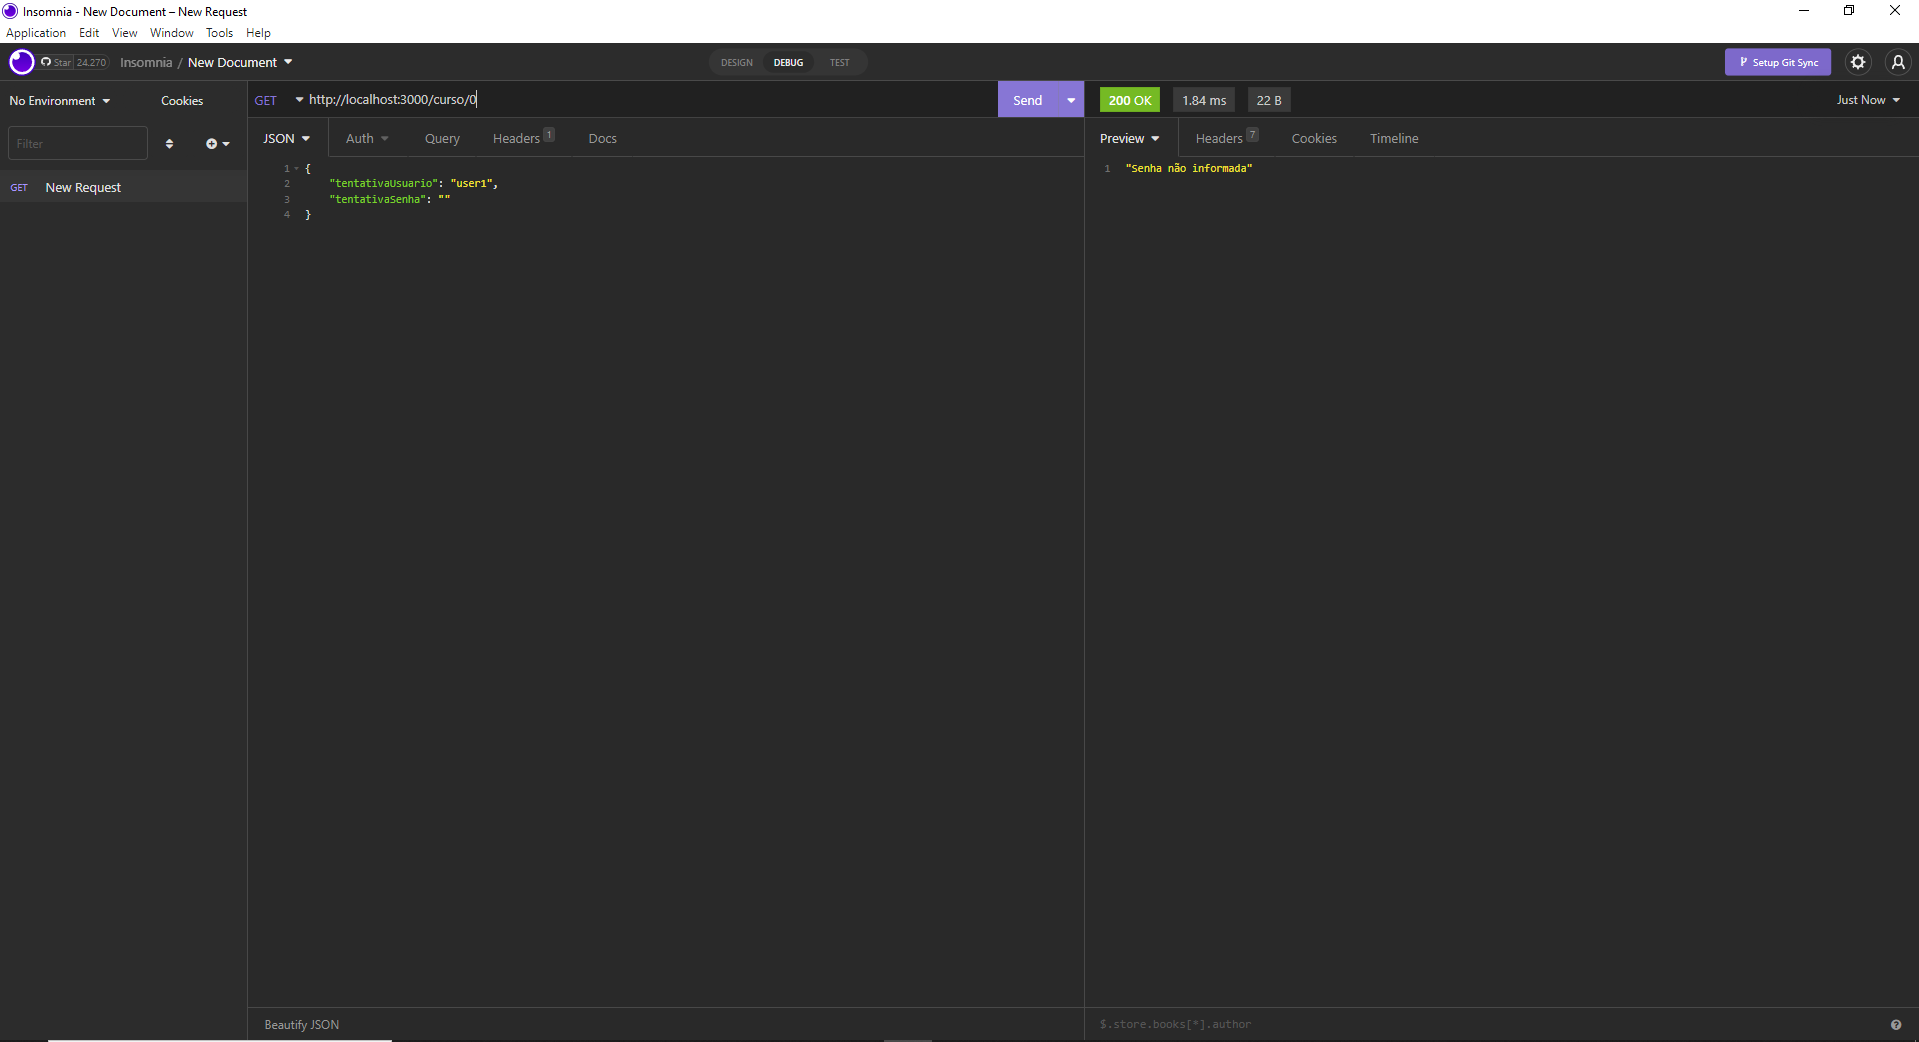 Insomnia - New Document – New Request
Application Edit View Window Tools Help
Star 24.270 Insomnia / New Document DESIGN DEBUG TEST Setup Git Sync
No Environment Cookies GET http://localhost:3000/curso/0 Send 200 OK 1.84 ms 22 B Just Now
Filter JSON Auth Query Headers 1 Docs Preview Headers 7 Cookies Timeline
GET New Request
1 {
2 "tentativaUsuario": "user1",
3 "tentativaSenha": ""
4 }
1 "Senha não informada"
Beautify JSON $.store.books[*].author